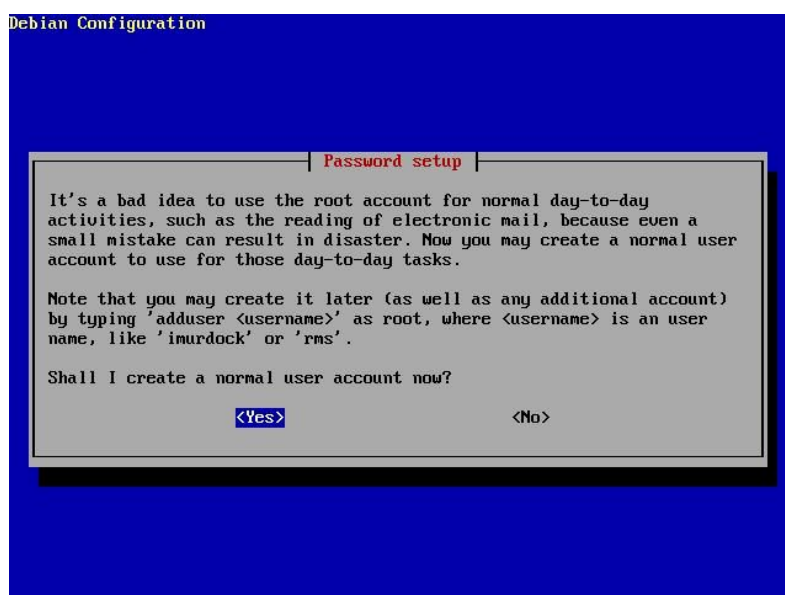 Debian Configuration
Password setup
It's a bad idea to use the root account for normal day-to-day
activities, such as the reading of electronic mail, because even a
small mistake can result in disaster. Now you may create a normal user
account to use for those day-to-day tasks.
Note that you may create it later (as well as any additional account)
by typing 'adduser <username>' as root, where <username> is an user
name, like 'imurdock' or 'rms'.
Shall I create a normal user account now?
<Yes> <No>